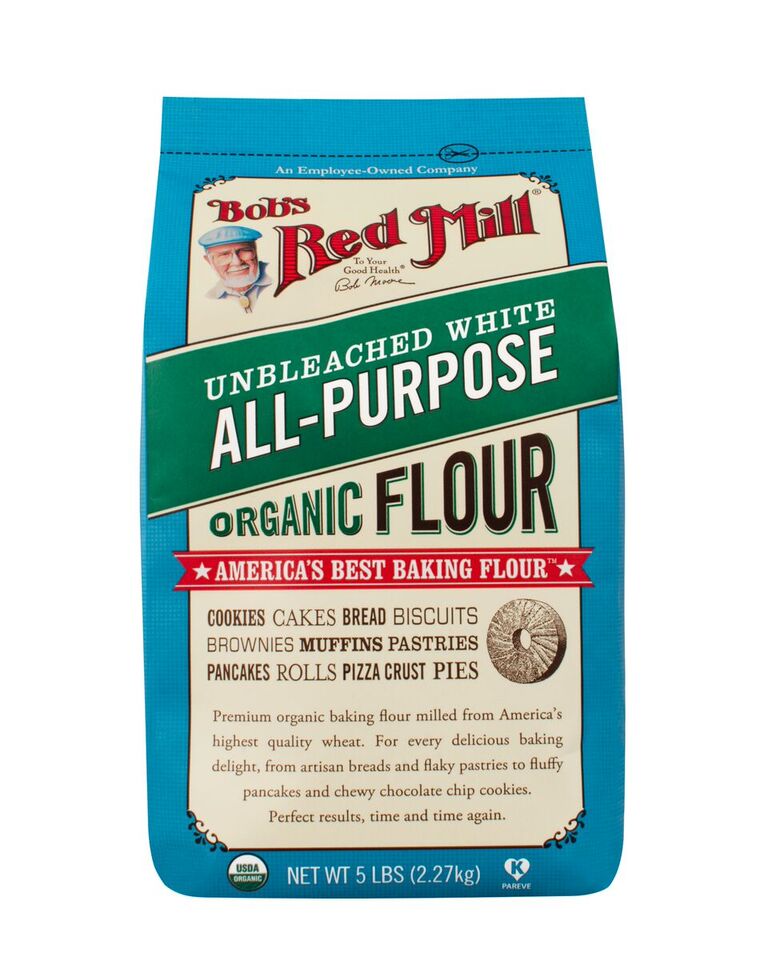 An Employee-Owned Company
Bob's
Red Mill®
To Your
Good Health®
Bob Moore
UNBLEACHED WHITE
ALL-PURPOSE
ORGANIC FLOUR
AMERICA'S BEST BAKING FLOUR™
COOKIES CAKES BREAD BISCUITS
BROWNIES MUFFINS PASTRIES
PANCAKES ROLLS PIZZA CRUST PIES
Premium organic baking flour milled from America's
highest quality wheat. For every delicious baking
delight, from artisan breads and flaky pastries to fluffy
pancakes and chewy chocolate chip cookies.
Perfect results, time and time again.
USDA
ORGANIC
NET WT 5 LBS (2.27kg)
K
PAREVE